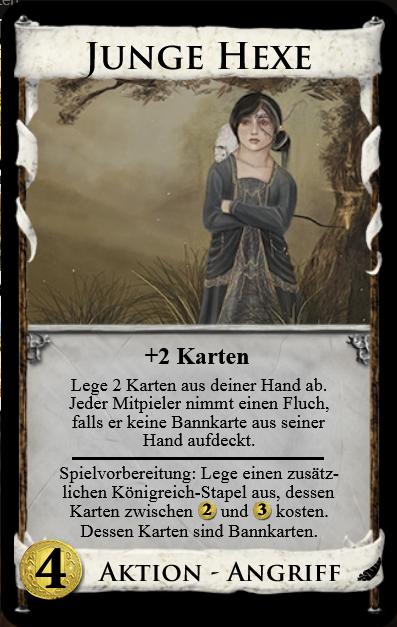 JUNGE HEXE
+2 Karten
Lege 2 Karten aus deiner Hand ab.
Jeder Mitpieler nimmt einen Fluch,
falls er keine Bannkarte aus seiner
Hand aufdeckt.
Spielvorbereitung: Lege einen zusätz-
lichen Königreich-Stapel aus, dessen
Karten zwischen 2 und 3 kosten.
Dessen Karten sind Bannkarten.
4 AKTION - ANGRIFF